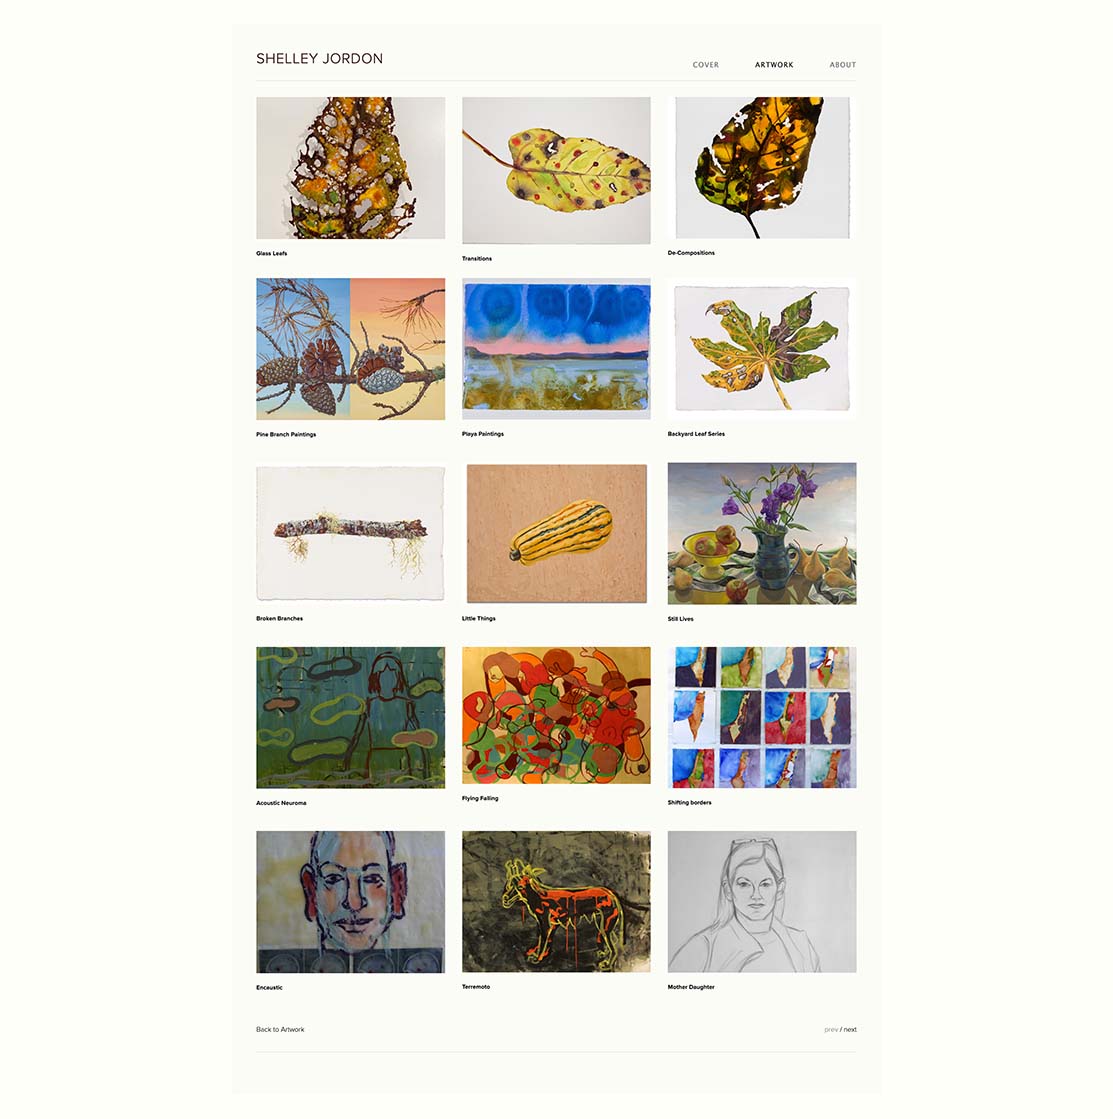 SHELLEY JORDON
COVER ARTWORK ABOUT
Glass Leafs
Transitions
De-Compositions
Pine Branch Paintings
Playa Paintings
Backyard Leaf Series
Broken Branches
Little Things
Still Lives
Acoustic Neuroma
Flying Falling
Shifting borders
Encaustic
Terremoto
Mother Daughter
Back to Artwork
prev / next